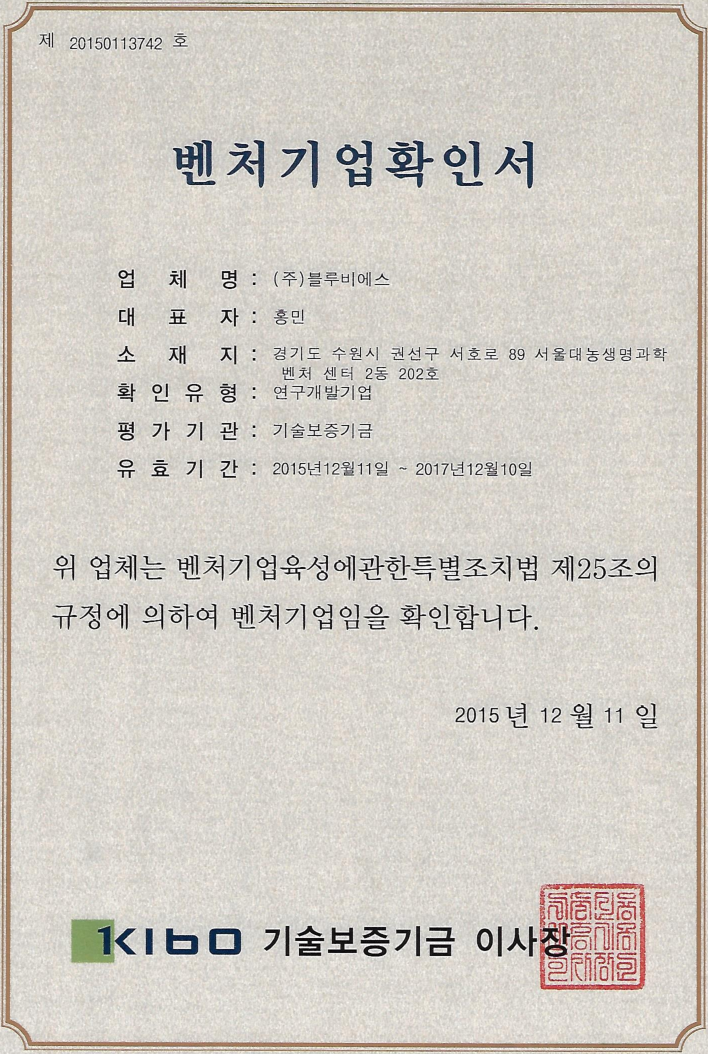 제 20150113742 호
벤처기업확인서
업 체 명 : (주)블루비에스
대 표 자 : 홍민
소 재 지 : 경기도 수원시 권선구 서호로 89 서울대농생명과학
벤처 센터 2동 202호
확 인 유 형 : 연구개발기업
평 가 기 관 : 기술보증기금
유 효 기 간 : 2015년12월11일 ~ 2017년12월10일
위 업체는 벤처기업육성에관한특별조치법 제25조의
규정에 의하여 벤처기업임을 확인합니다.
2015 년 12 월 11 일
KIBO 기술보증기금 이사장